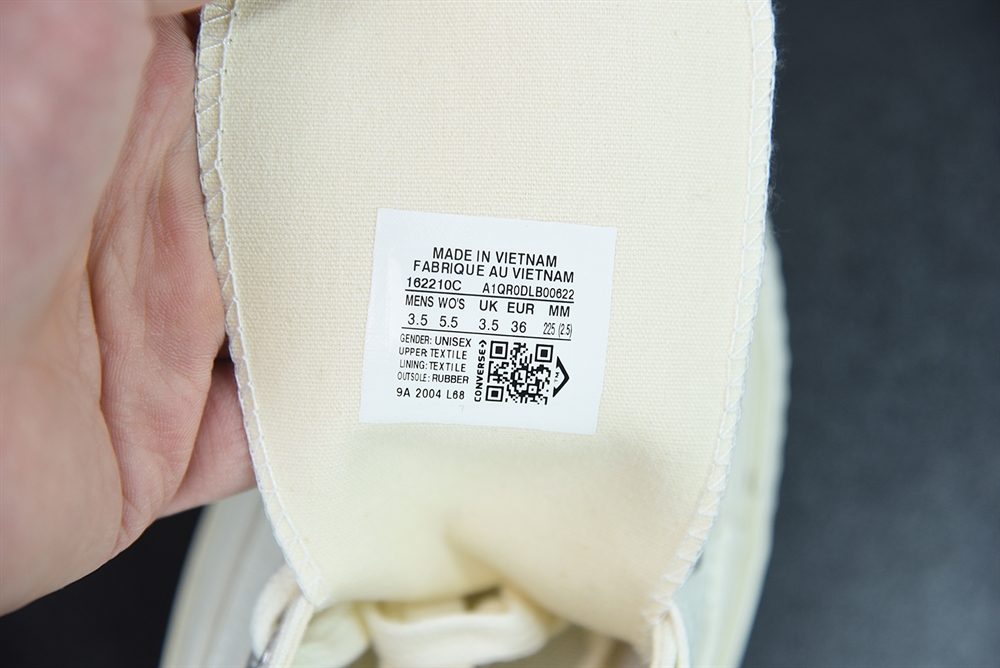 MADE IN VIETNAM
FABRIQUE AU VIETNAM
162210C A1QR0DLB00622
MENS WO'S UK EUR MM
3.5 5.5 3.5 36 225 (2.5)
GENDER: UNISEX
UPPER: TEXTILE
LINING: TEXTILE
OUTSOLE: RUBBER
9A 2004 L68
CONVERSE